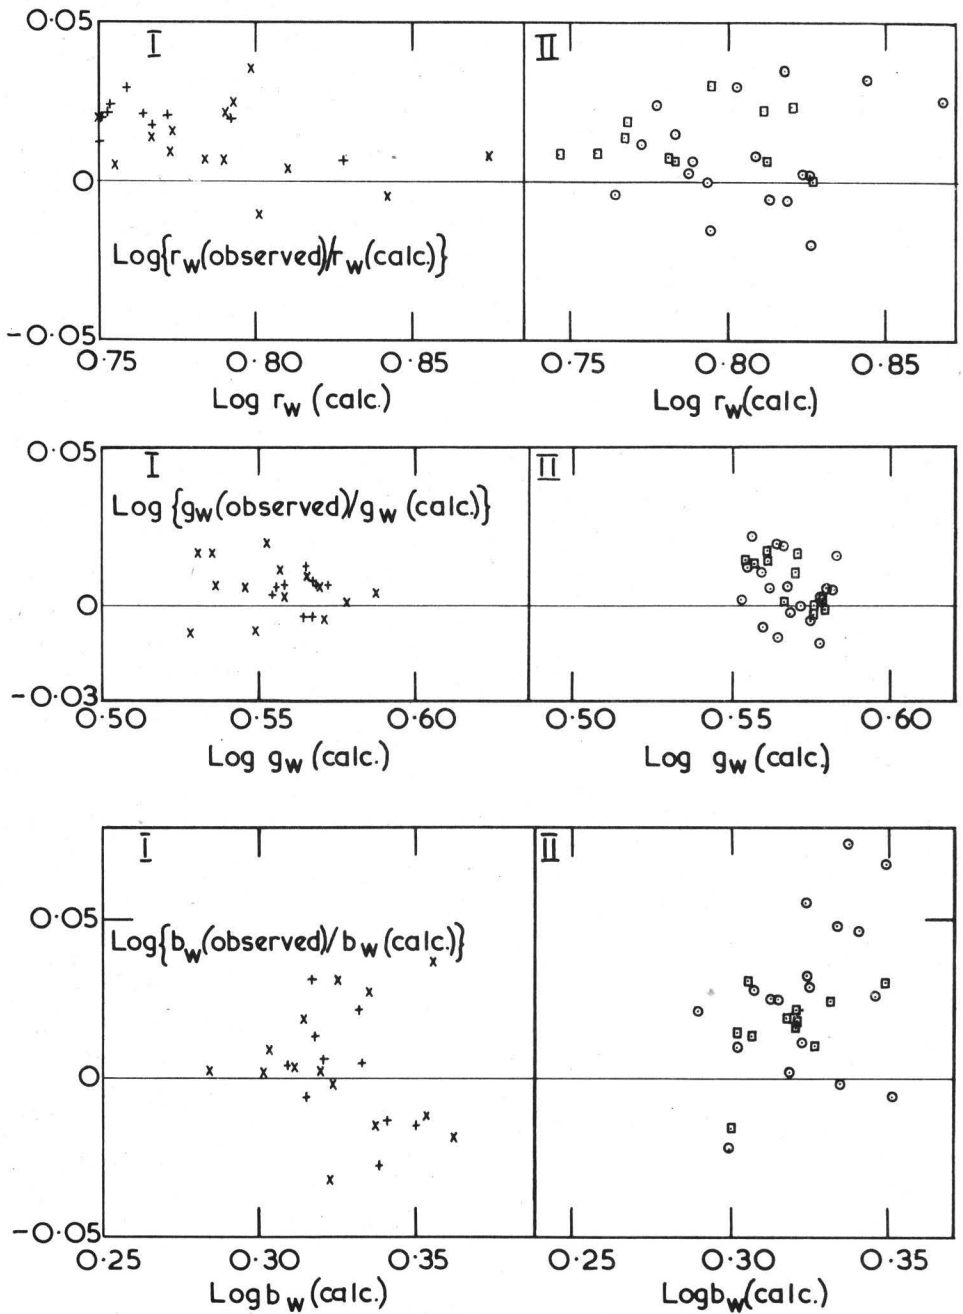 0.05
I
II
0
Log{rw(observed)/rw(calc.)}
-0.05
0.75 0.80 0.85 0.75 0.80 0.85
Log rw (calc.) Log rw(calc.)
0.05
I
II
Log {gw(observed)/gw (calc.)}
0
-0.03
0.50 0.55 0.60 0.50 0.55 0.60
Log gw (calc.) Log gw (calc.)
I
II
0.05
Log{bw(observed)/bw (calc.)}
0
-0.05
0.25 0.30 0.35 0.25 0.30 0.35
Log bw (calc.) Logbw(calc.)